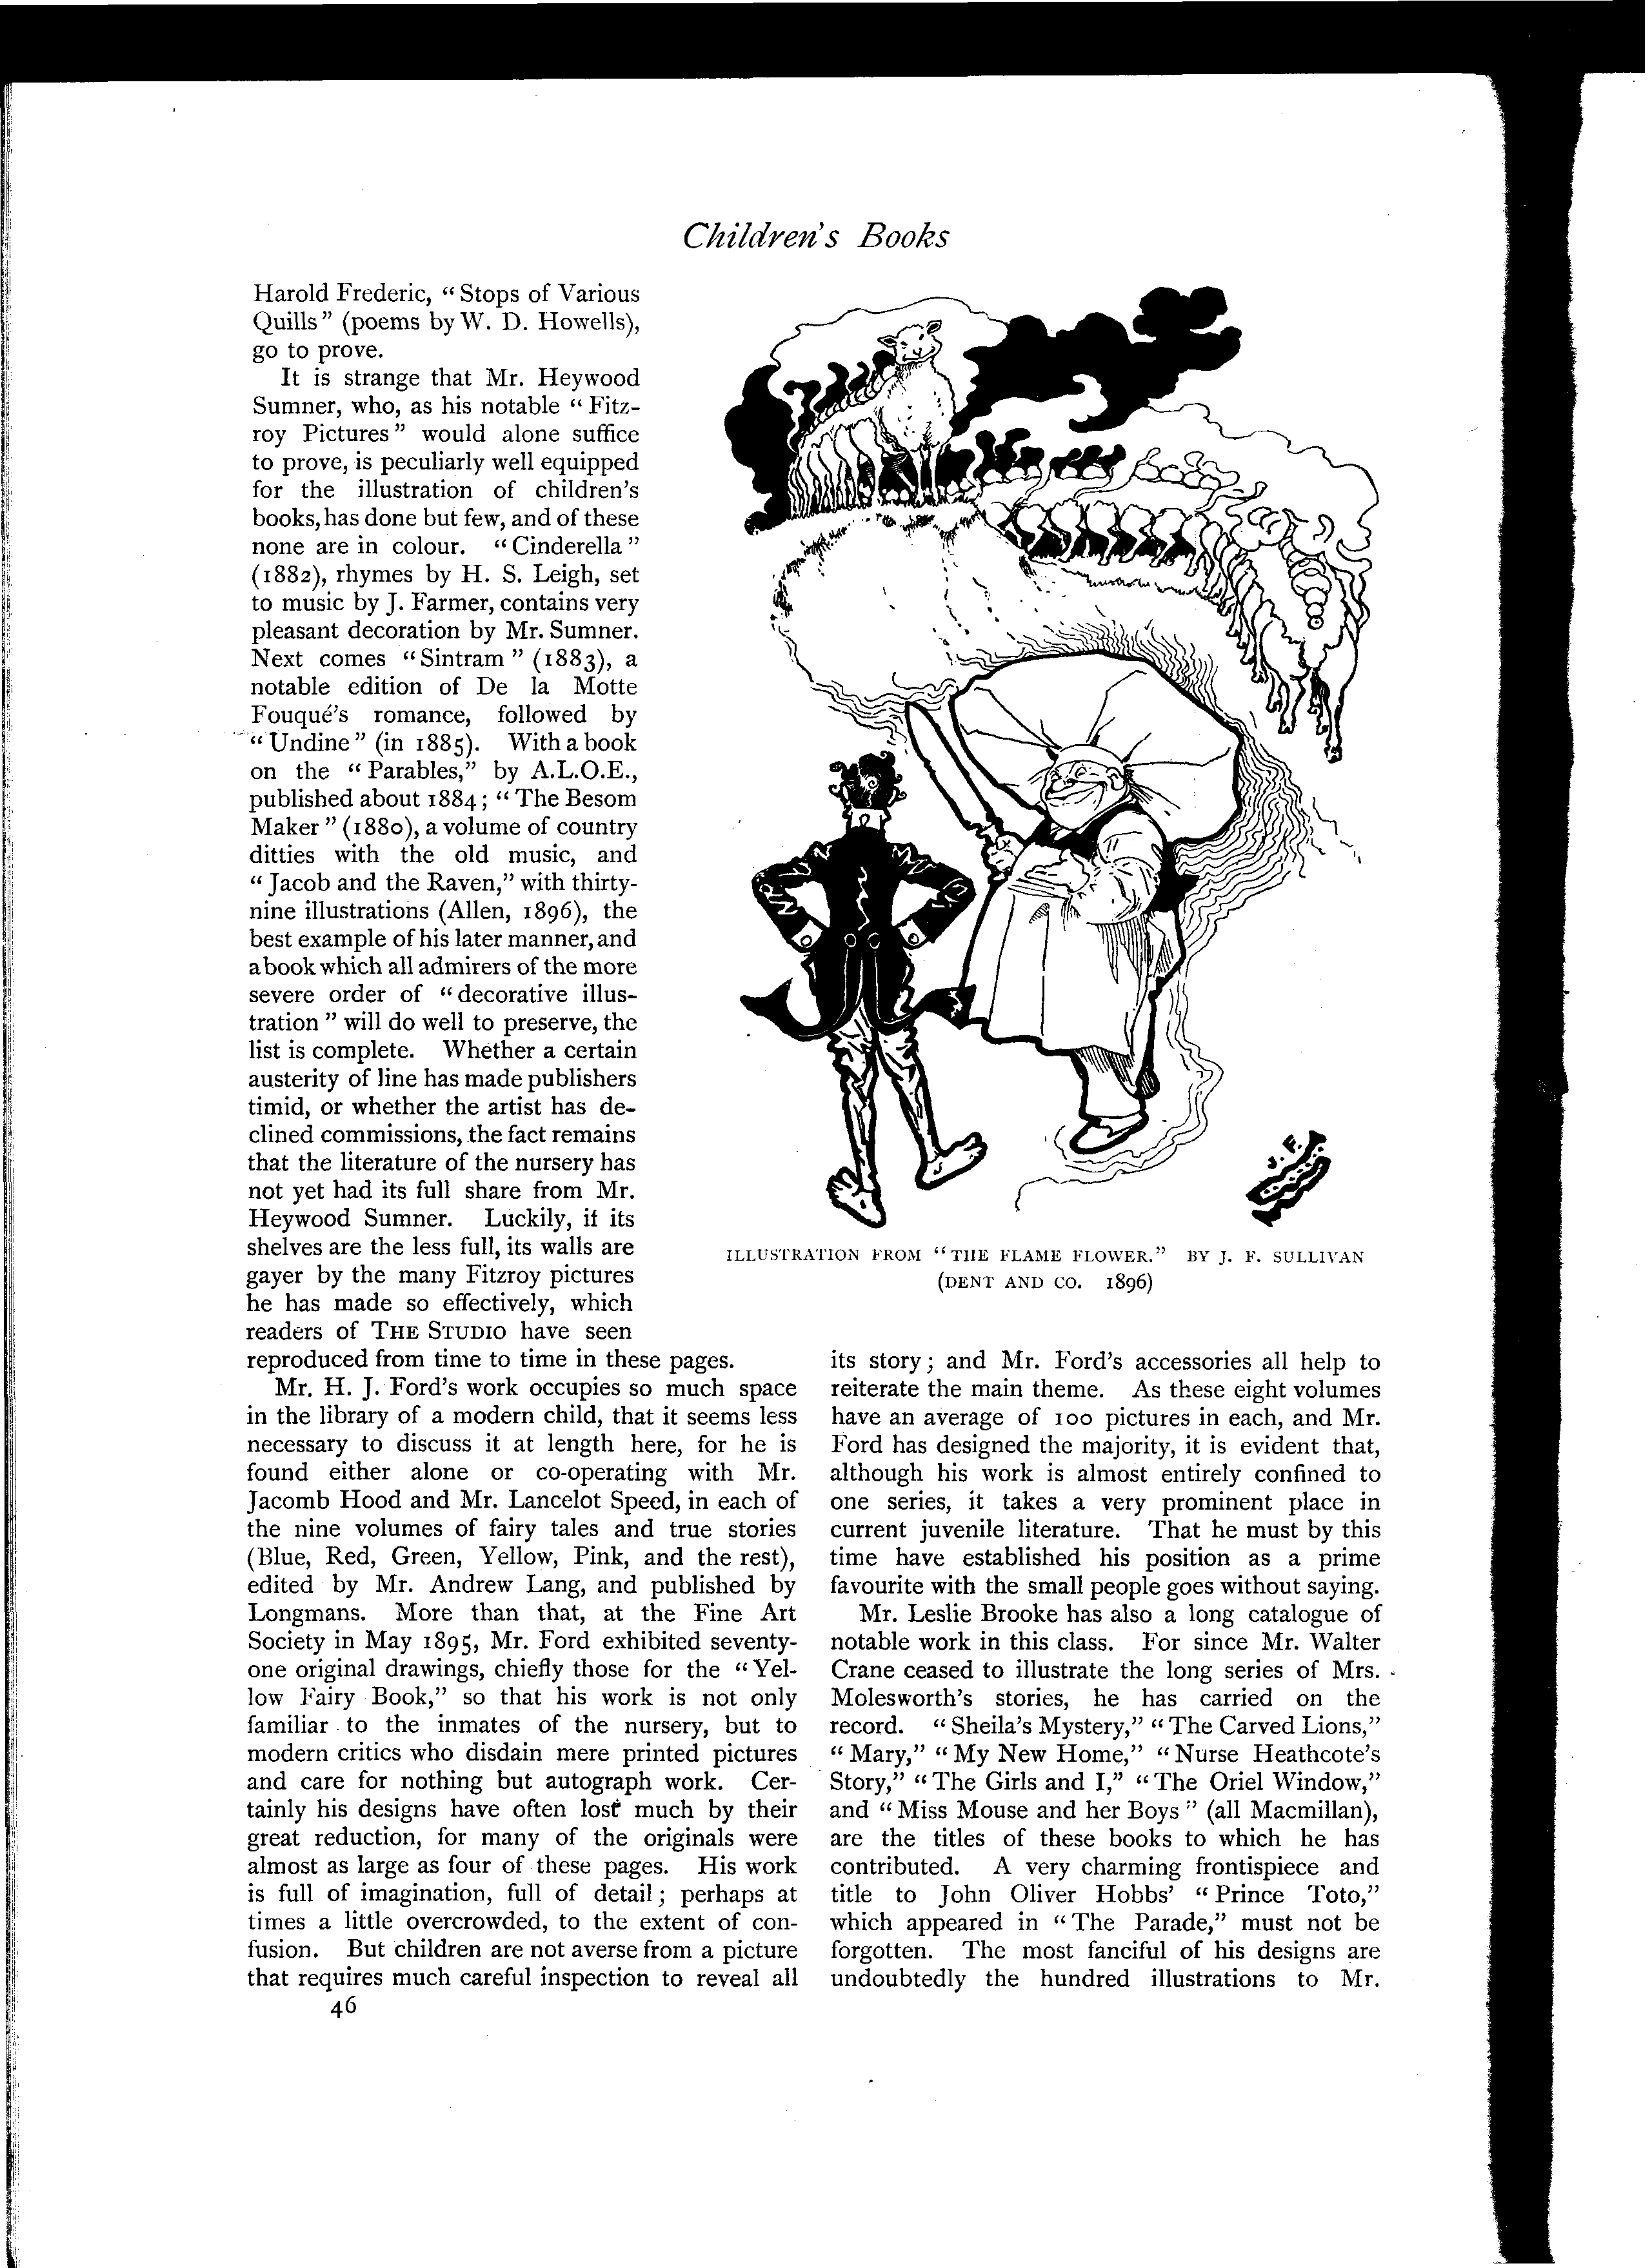 Children's Books
Harold Frederic, "Stops of Various
Quills" (poems by W. D. Howells),
go to prove.
It is strange that Mr. Heywood
Sumner, who, as his notable "Fitz-
roy Pictures" would alone suffice
to prove, is peculiarly well equipped
for the illustration of children's
books, has done but few, and of these
none are in colour. "Cinderella"
(1882), rhymes by H. S. Leigh, set
to music by J. Farmer, contains very
pleasant decoration by Mr. Sumner.
Next comes "Sintram" (1883), a
notable edition of De la Motte
Fouqué's romance, followed by
"Undine" (in 1885). With a book
on the "Parables," by A.L.O.E.,
published about 1884; "The Besom
Maker" (1880), a volume of country
ditties with the old music, and
"Jacob and the Raven," with thirty-
nine illustrations (Allen, 1896), the
best example of his later manner, and
a book which all admirers of the more
severe order of "decorative illus-
tration" will do well to preserve, the
list is complete. Whether a certain
austerity of line has made publishers
timid, or whether the artist has de-
clined commissions, the fact remains
that the literature of the nursery has
not yet had its full share from Mr.
Heywood Sumner. Luckily, if its
shelves are the less full, its walls are
gayer by the many Fitzroy pictures
he has made so effectively, which
readers of THE STUDIO have seen
reproduced from time to time in these pages.
Mr. H. J. Ford's work occupies so much space
in the library of a modern child, that it seems less
necessary to discuss it at length here, for he is
found either alone or co-operating with Mr.
Jacomb Hood and Mr. Lancelot Speed, in each of
the nine volumes of fairy tales and true stories
(Blue, Red, Green, Yellow, Pink, and the rest),
edited by Mr. Andrew Lang, and published by
Longmans. More than that, at the Fine Art
Society in May 1895, Mr. Ford exhibited seventy-
one original drawings, chiefly those for the "Yel-
low Fairy Book," so that his work is not only
familiar to the inmates of the nursery, but to
modern critics who disdain mere printed pictures
and care for nothing but autograph work. Cer-
tainly his designs have often lost much by their
great reduction, for many of the originals were
almost as large as four of these pages. His work
is full of imagination, full of detail; perhaps at
times a little overcrowded, to the extent of con-
fusion. But children are not averse from a picture
that requires much careful inspection to reveal all
J. F.
ILLUSTRATION FROM "THE FLAME FLOWER." BY J. F. SULLIVAN
(DENT AND CO. 1896)
its story; and Mr. Ford's accessories all help to
reiterate the main theme. As these eight volumes
have an average of 100 pictures in each, and Mr.
Ford has designed the majority, it is evident that,
although his work is almost entirely confined to
one series, it takes a very prominent place in
current juvenile literature. That he must by this
time have established his position as a prime
favourite with the small people goes without saying.
Mr. Leslie Brooke has also a long catalogue of
notable work in this class. For since Mr. Walter
Crane ceased to illustrate the long series of Mrs.
Molesworth's stories, he has carried on the
record. "Sheila's Mystery," "The Carved Lions,"
"Mary," "My New Home," "Nurse Heathcote's
Story," "The Girls and I," "The Oriel Window,"
and "Miss Mouse and her Boys" (all Macmillan),
are the titles of these books to which he has
contributed. A very charming frontispiece and
title to John Oliver Hobbs' "Prince Toto,"
which appeared in "The Parade," must not be
forgotten. The most fanciful of his designs are
undoubtedly the hundred illustrations to Mr.
46